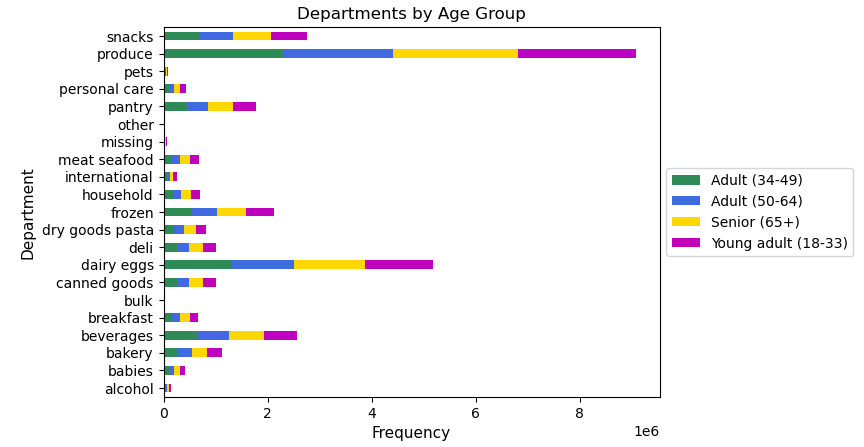 Departments by Age Group
snacks
produce
pets
personal care
pantry
other
missing
meat seafood
international
household
frozen
dry goods pasta
deli
dairy eggs
canned goods
bulk
breakfast
beverages
bakery
babies
alcohol
Department
0 2 4 6 8
1e6
Frequency
Adult (34-49)
Adult (50-64)
Senior (65+)
Young adult (18-33)